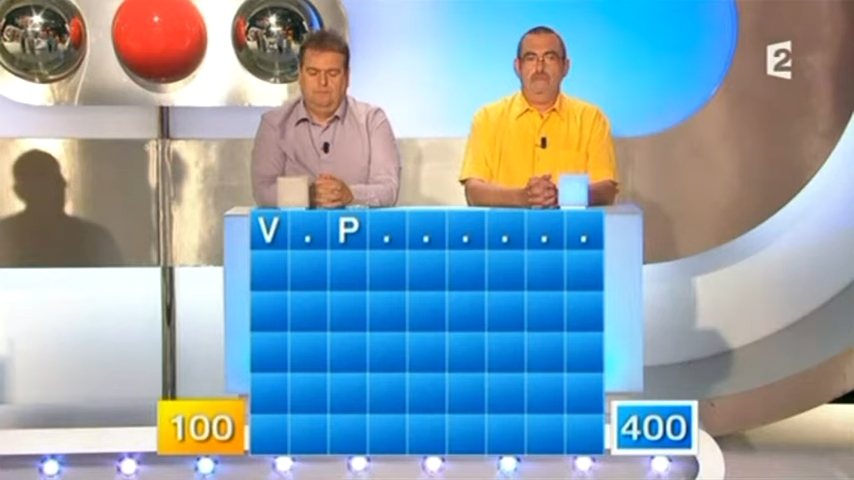 2
V . P . . . . . .
100
400